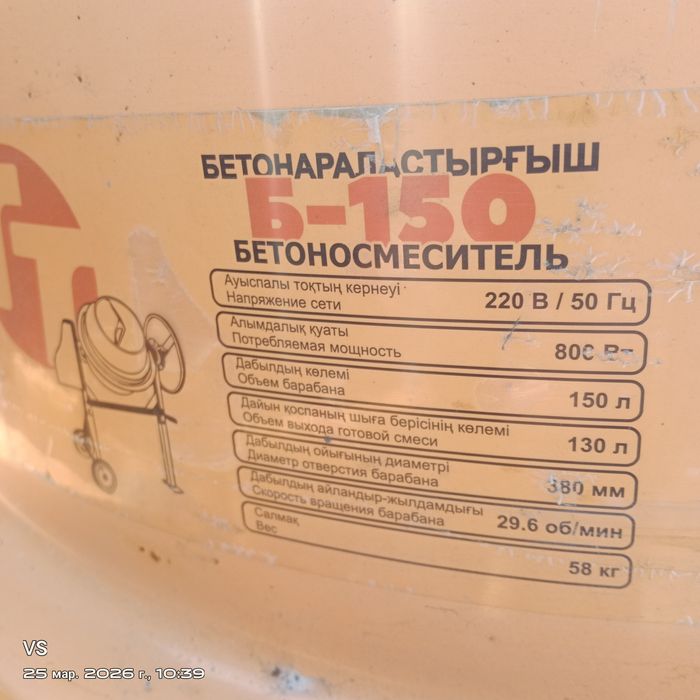 БЕТОНАРАЛАСТЫРҒЫШ
Б-150
БЕТОНОСМЕСИТЕЛЬ
Ауыспалы тоқтың кернеуі
Напряжение сети
220 В / 50 Гц
Алымдалық қуаты
Потребляемая мощность
800 Вт
Дабылдың көлемі
Объем барабана
150 л
Дайын қоспаның шыға берісінің көлемі
Объем выхода готовой смеси
130 л
Дабылдың ойығының диаметрі
Диаметр отверстия барабана
380 мм
Дабылдың айландыр-жылдамдығы
Скорость вращения барабана
29.6 об/мин
Салмақ
Вес
58 кг
VS
25 мар. 2026 г., 10:39